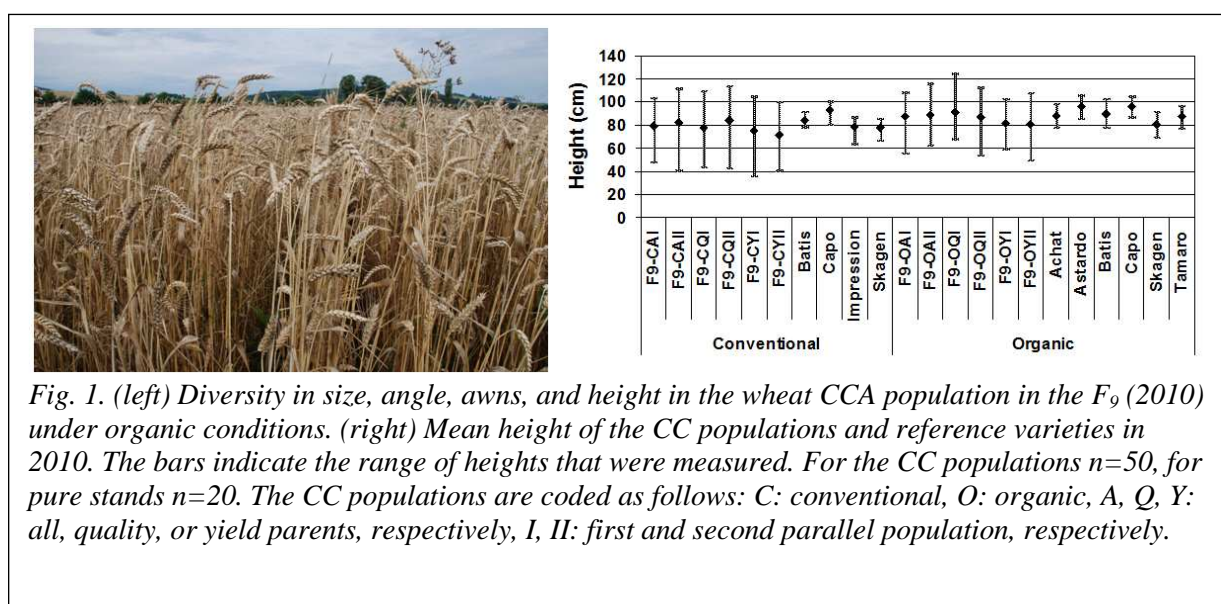 140
120
100
80
60
40
20
0
Height (cm)
F9-CAI
F9-CAII
F9-CQI
F9-CQII
F9-CYI
F9-CYII
Batis
Capo
Impression
Skagen
F9-OAI
F9-OAII
F9-OQI
F9-OQII
F9-OYI
F9-OYII
Achat
Astardo
Batis
Capo
Skagen
Tamaro
Conventional
Organic
Fig. 1. (left) Diversity in size, angle, awns, and height in the wheat CCA population in the F9 (2010)
under organic conditions. (right) Mean height of the CC populations and reference varieties in
2010. The bars indicate the range of heights that were measured. For the CC populations n=50, for
pure stands n=20. The CC populations are coded as follows: C: conventional, O: organic, A, Q, Y:
all, quality, or yield parents, respectively, I, II: first and second parallel population, respectively.